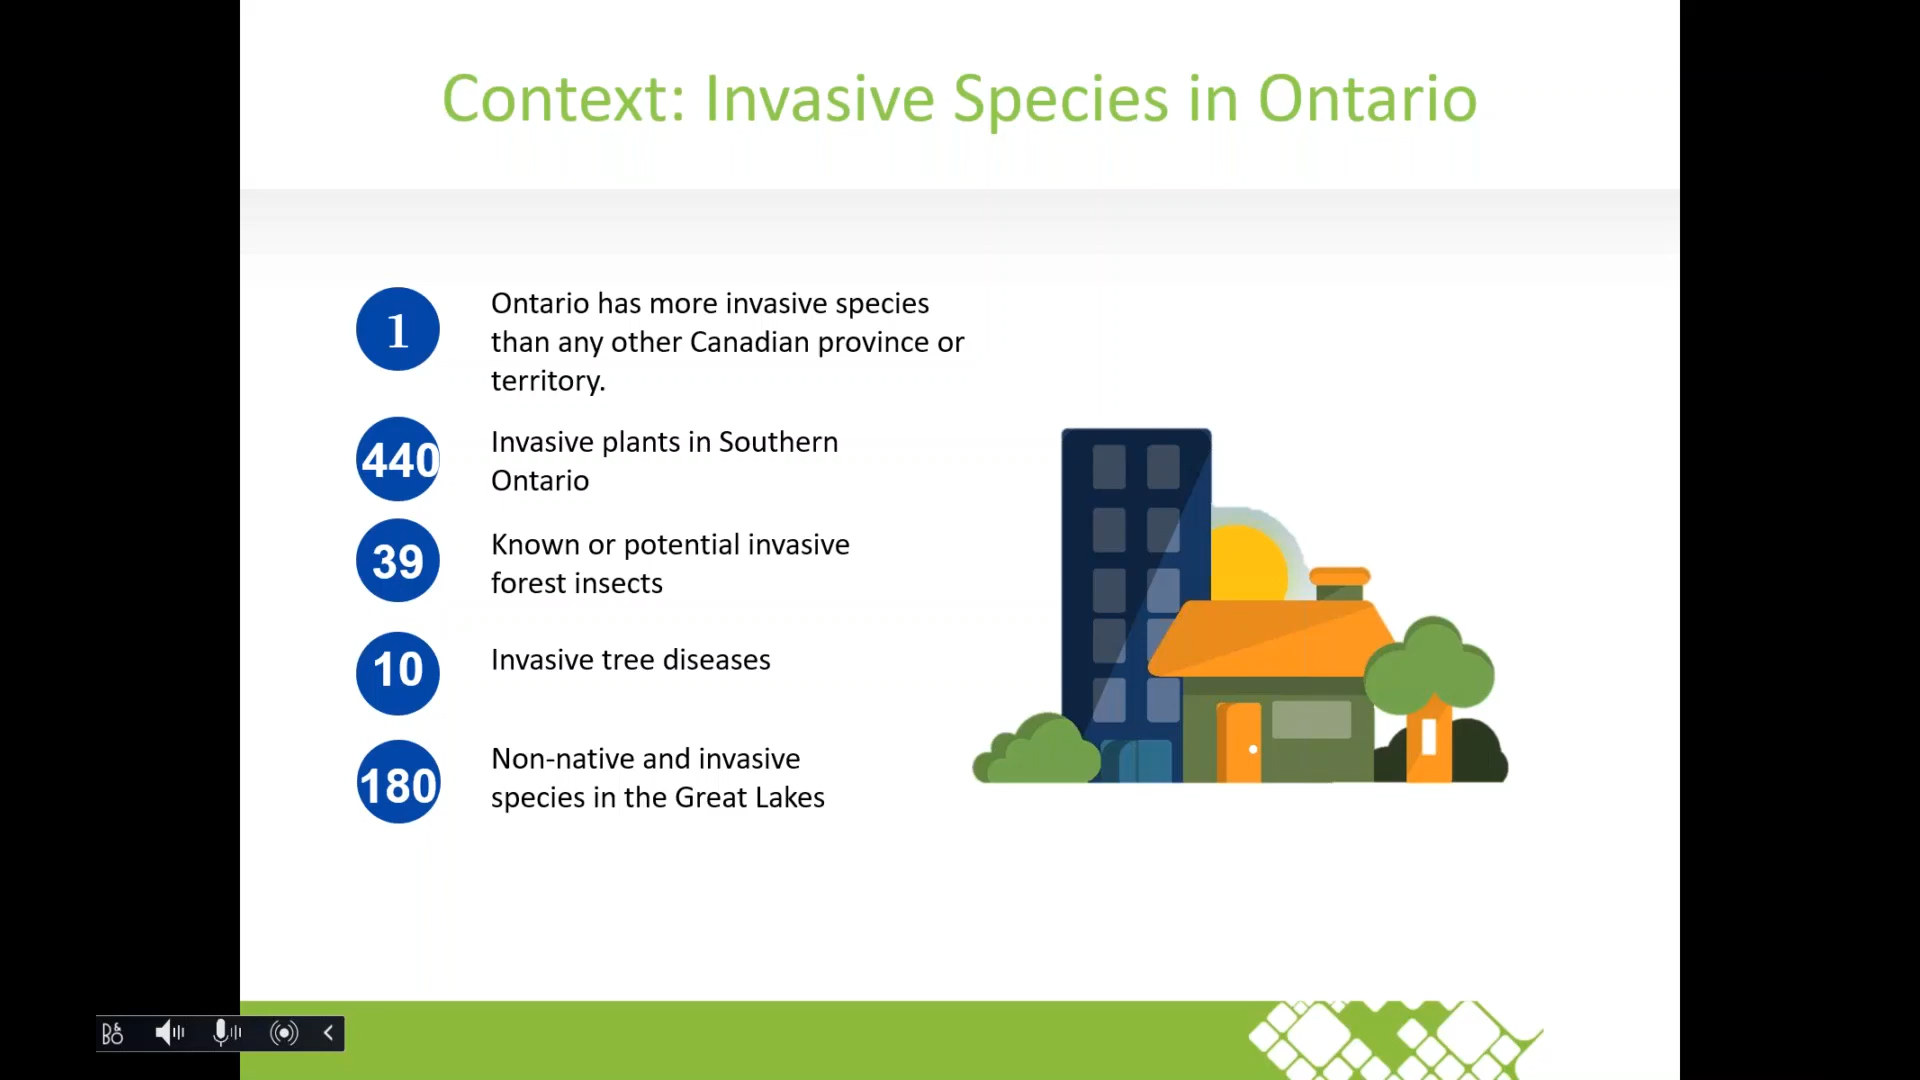 Context: Invasive Species in Ontario
1
Ontario has more invasive species
than any other Canadian province or
territory.
440
Invasive plants in Southern
Ontario
39
Known or potential invasive
forest insects
10
Invasive tree diseases
180
Non-native and invasive
species in the Great Lakes
B&O